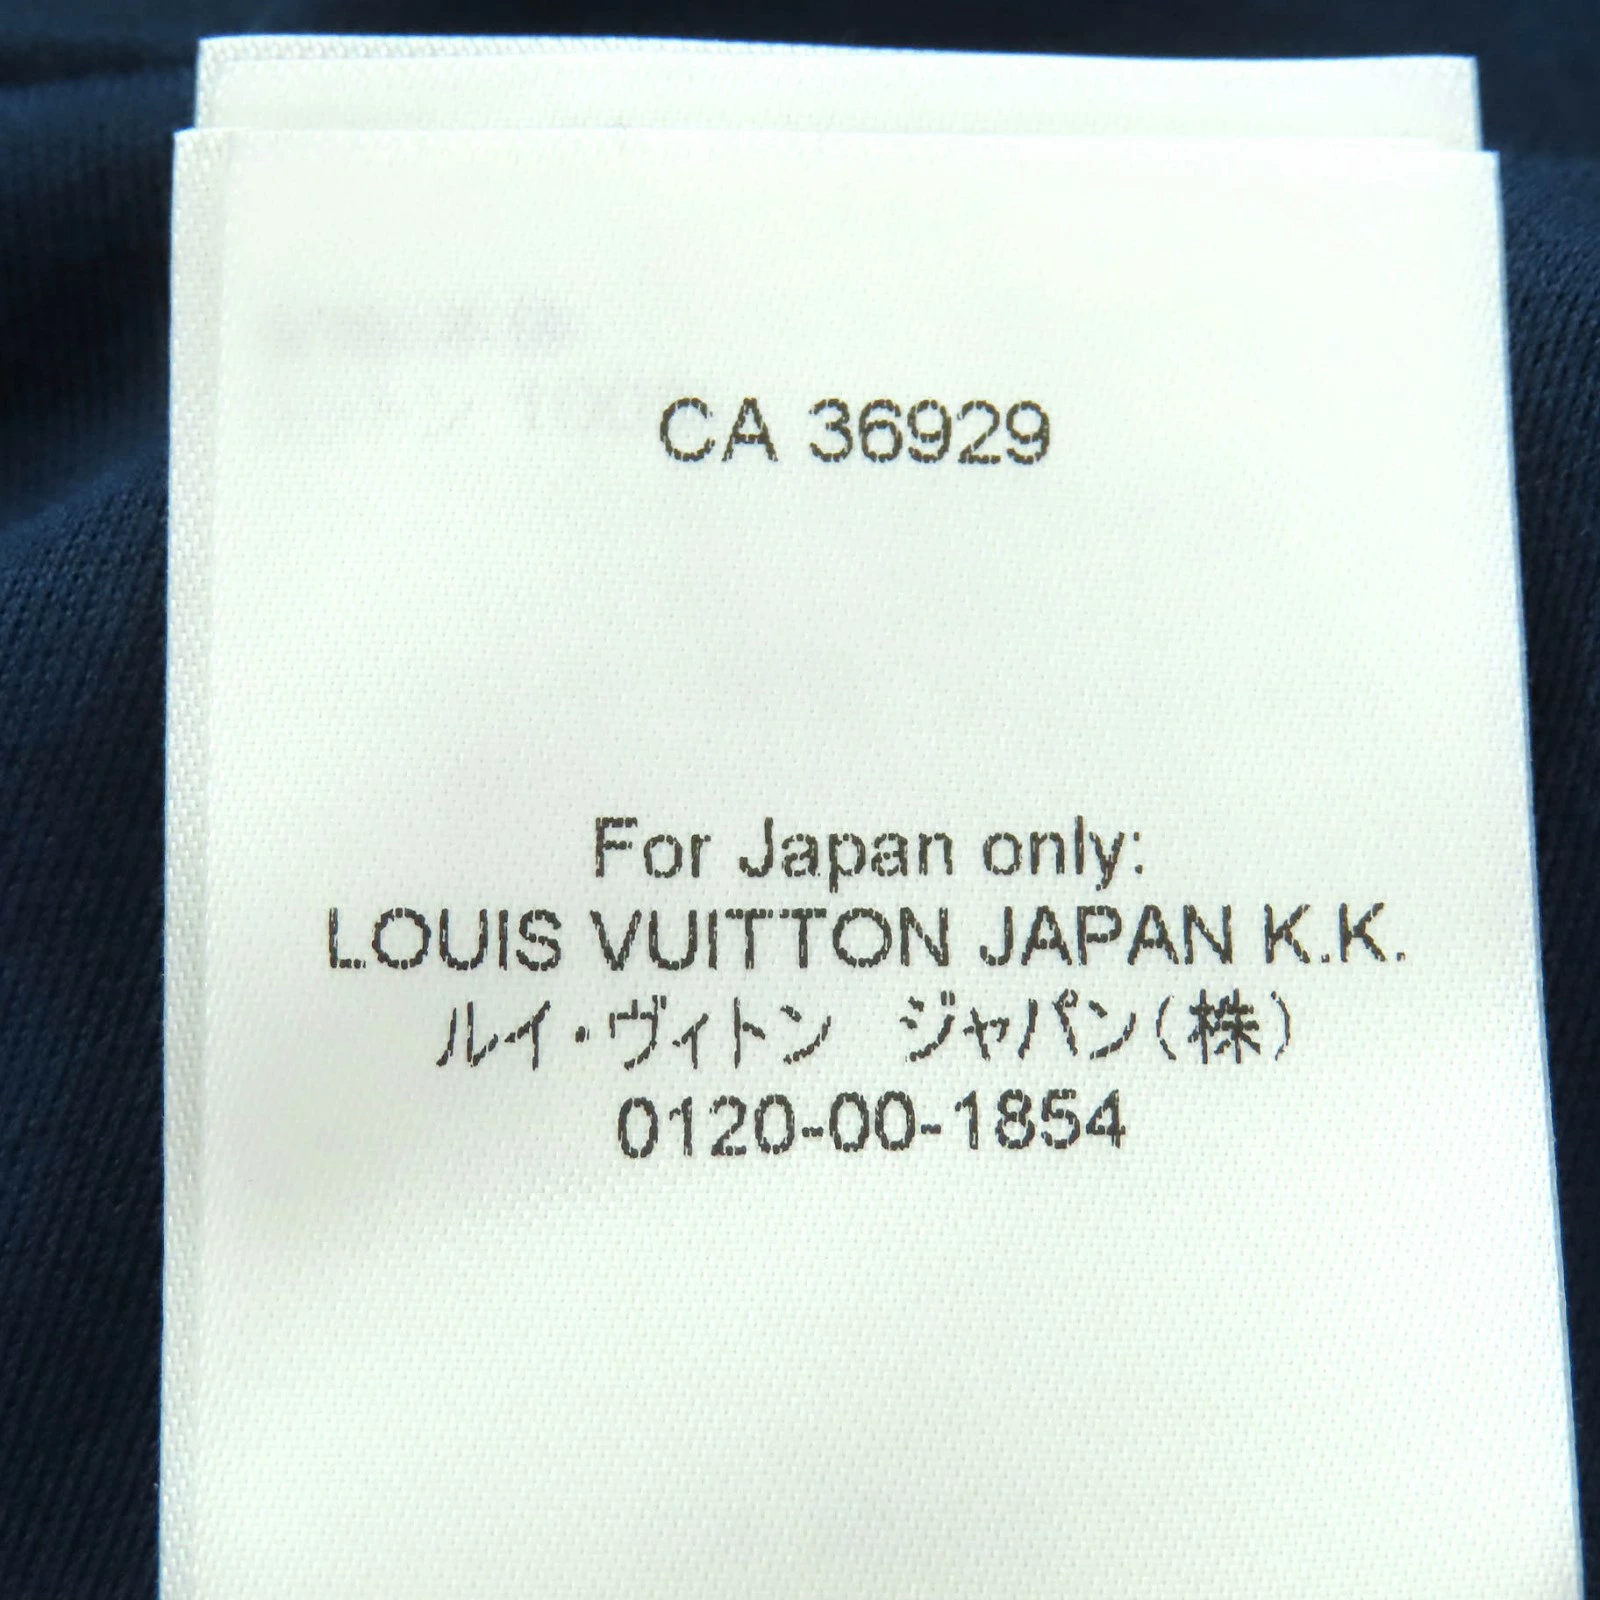 CA 36929
For Japan only:
LOUIS VUITTON JAPAN K.K.
ルイ・ヴィトン　ジャパン（株）
0120-00-1854